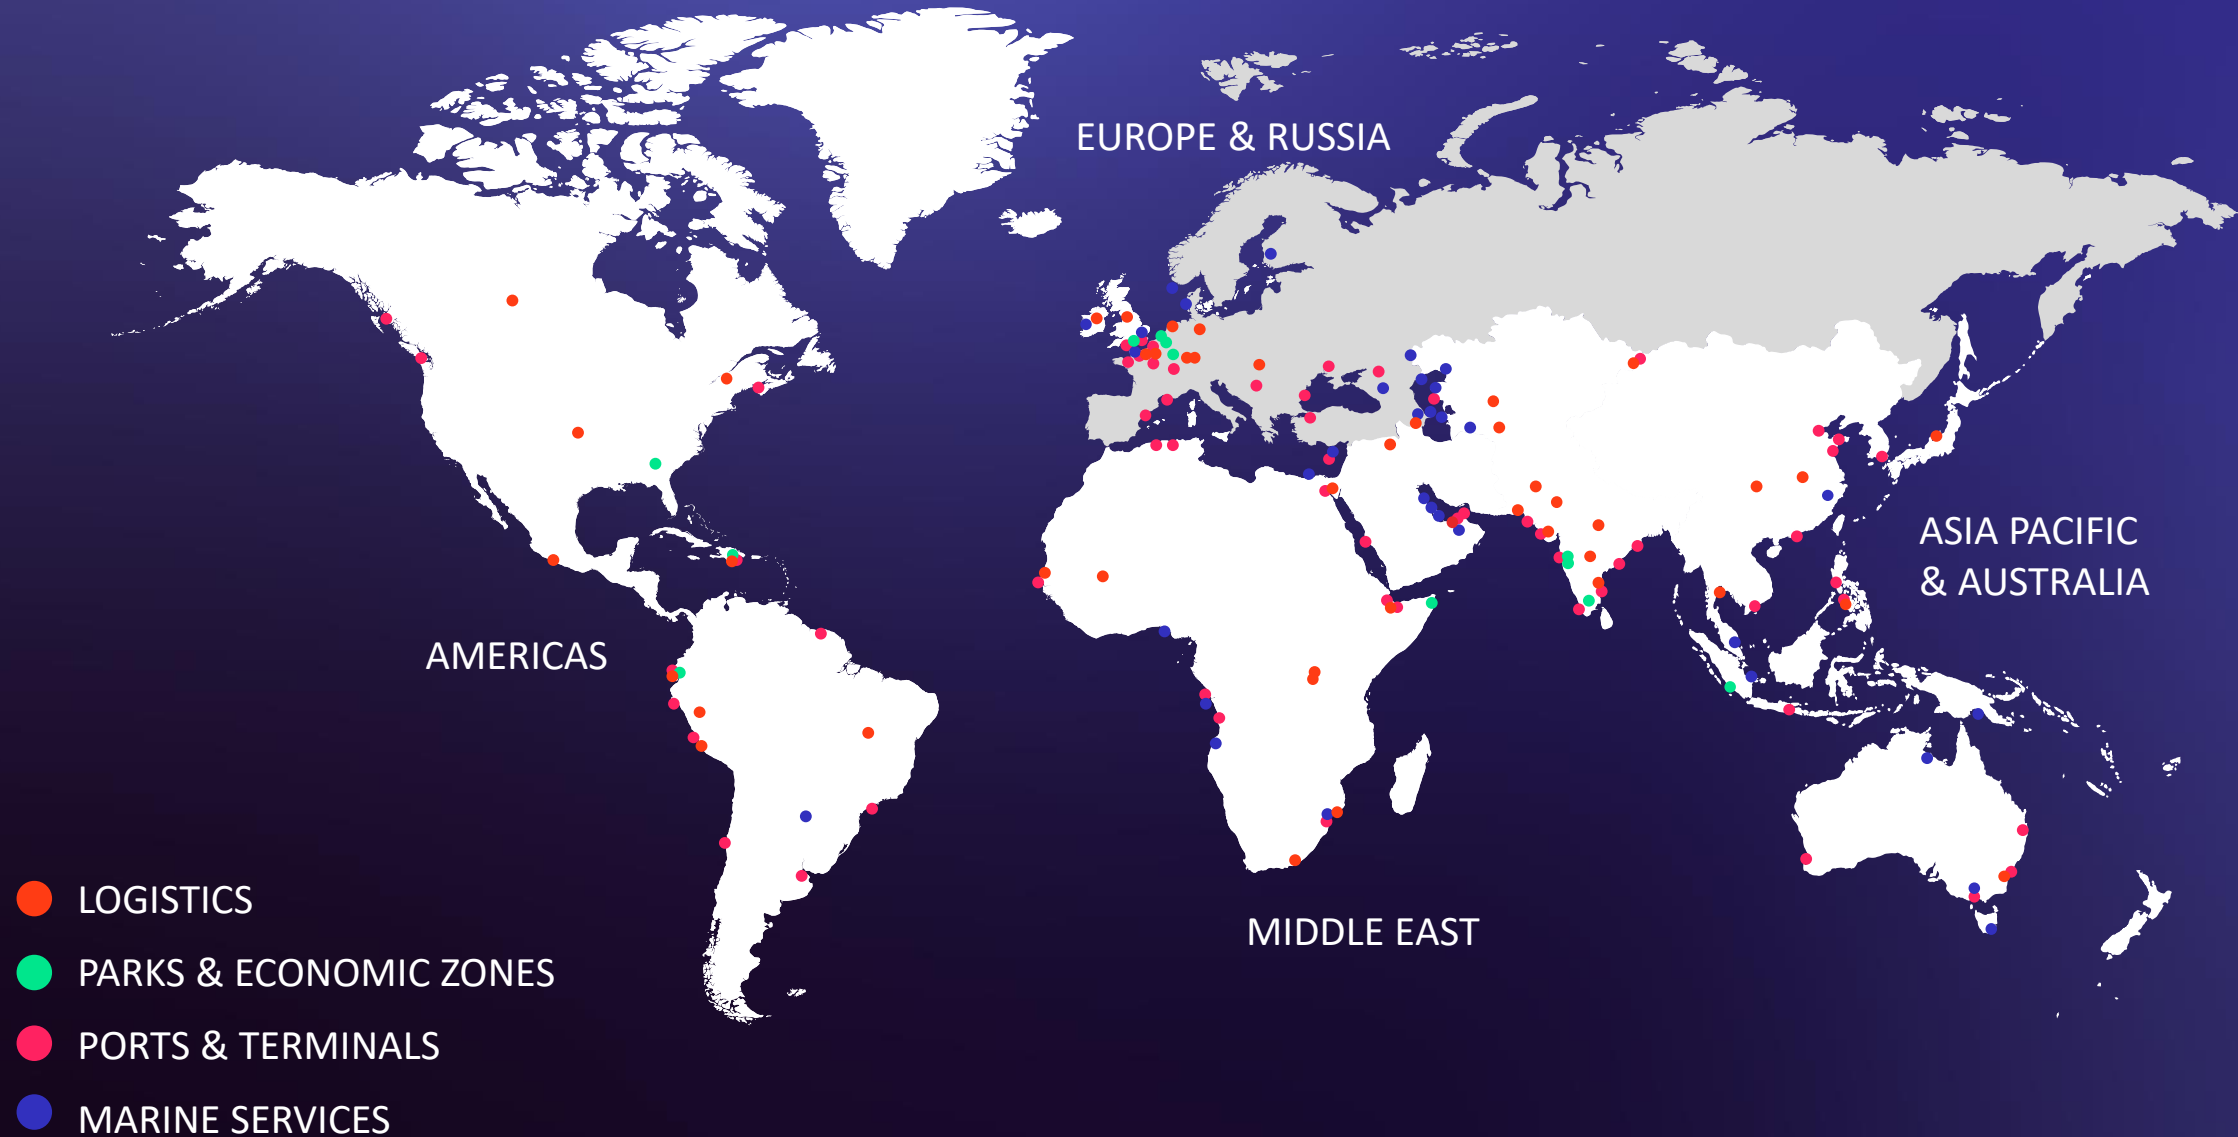 EUROPE & RUSSIA
ASIA PACIFIC
& AUSTRALIA
AMERICAS
MIDDLE EAST
LOGISTICS
PARKS & ECONOMIC ZONES
PORTS & TERMINALS
MARINE SERVICES